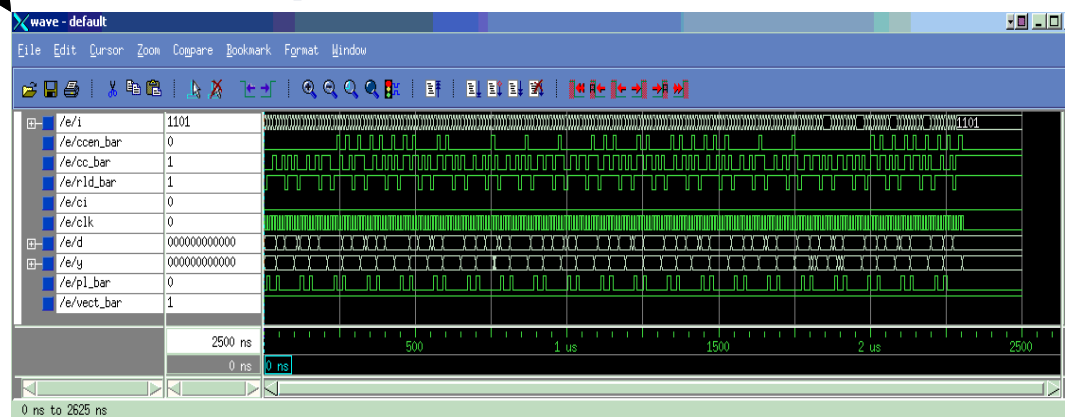 wave - default
File Edit Cursor Zoom Compare Bookmark Format Window
/e/i 1101 1101
/e/ccen_bar 0
/e/cc_bar 1
/e/rld_bar 1
/e/ci 0
/e/clk 0
/e/d 000000000000
/e/y 000000000000
/e/pl_bar 0
/e/vect_bar 1
2500 ns 500 1 us 1500 2 us 2500
0 ns 0 ns
0 ns to 2625 ns